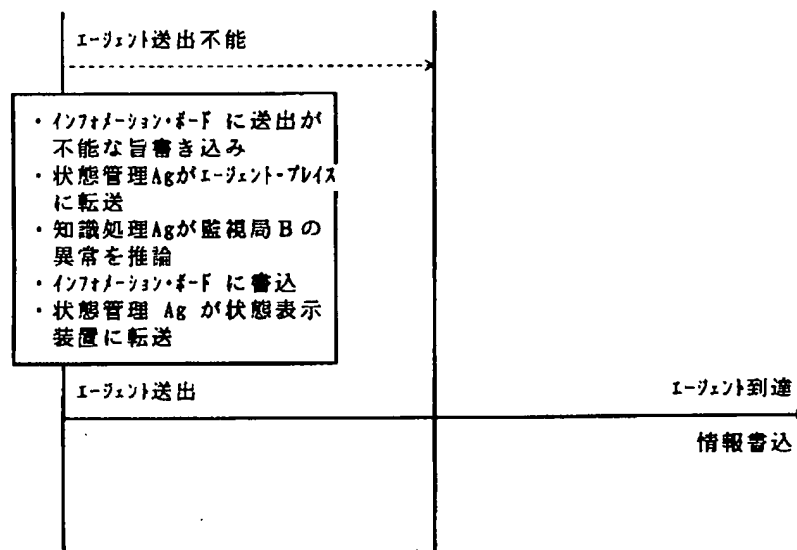 ｴｰｼﾞｪﾝﾄ送出不能
・ｲﾝﾌｫﾒｰｼｮﾝ・ﾎﾞｰﾄﾞ に送出が
不能な旨書き込み
・状態管理Agがｴｰｼﾞｪﾝﾄ・ﾌﾟﾚｲｽ
に転送
・知識処理Agが監視局Ｂの
異常を推論
・ｲﾝﾌｫﾒｰｼｮﾝ・ﾎﾞｰﾄﾞ に書込
・状態管理 Ag が状態表示
装置に転送
ｴｰｼﾞｪﾝﾄ送出
ｴｰｼﾞｪﾝﾄ到達
情報書込